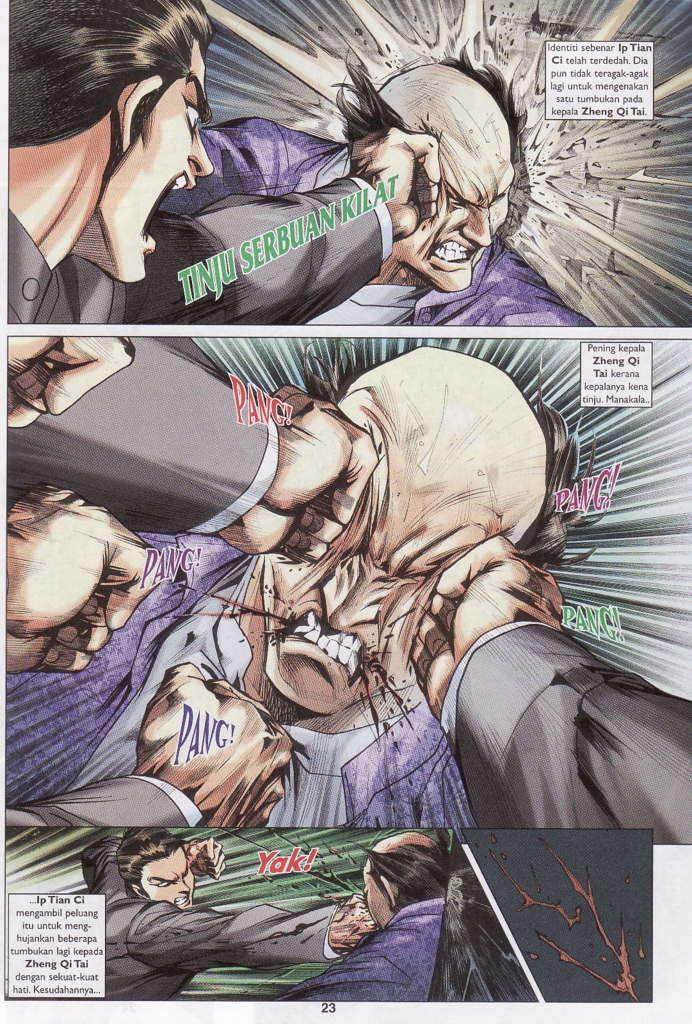 Identiti sebenar Ip Tian
Ci telah terdedah. Dia
pun tidak teragak-agak
lagi untuk mengenakan
satu tumbukan pada
kepala Zheng Qi Tai.
TINJU SERBUAN KILAT
Pening kepala
Zheng Qi
Tai kerana
kepalanya kena
tinju. Manakala..
PANG!
PANG!
PANG!
PANG!
PANG!
Yak!
...Ip Tian Ci
mengambil peluang
itu untuk meng-
hujankan beberapa
tumbukan lagi kepada
Zheng Qi Tai
dengan sekuat-kuat
hati. Kesudahannya...
23